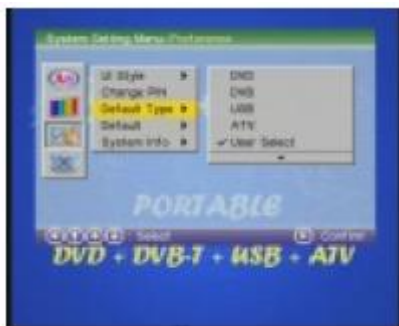 System Setting Menu Preference
UI Style
Change PIN
Default Type
Default
System Info
DVD
DVB
USB
ATV
✓ User Select
PORTABLE
Select
Confirm
DVD + DVB-T + USB + ATV